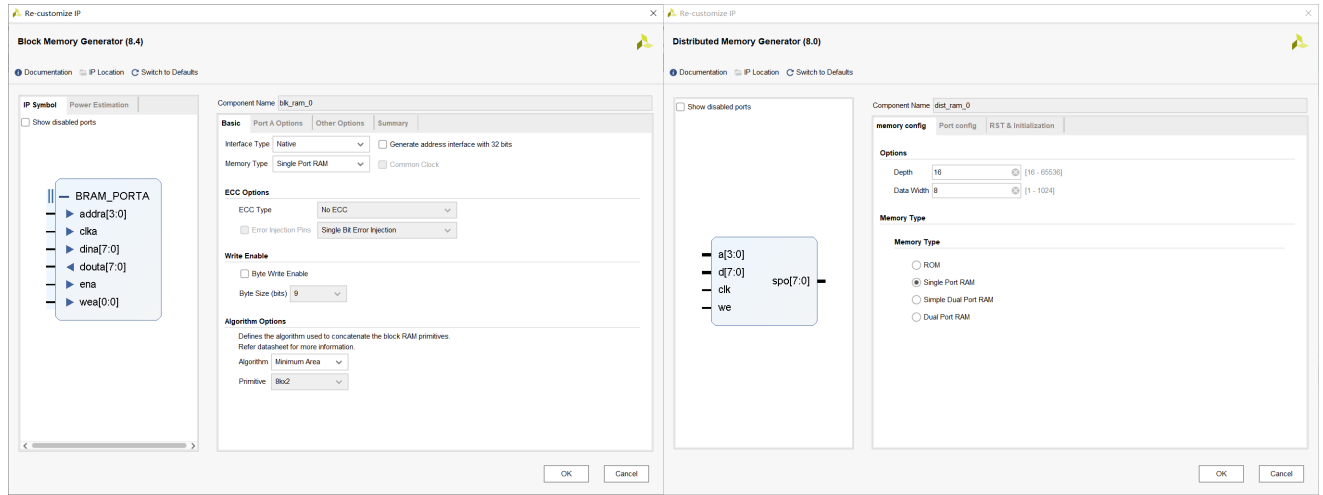 Re-customize IP
Block Memory Generator (8.4)
Documentation IP Location Switch to Defaults
IP Symbol Power Estimation
Show disabled ports
BRAM_PORTA
addra[3:0]
clka
dina[7:0]
douta[7:0]
ena
wea[0:0]
Component Name blk_ram_0
Basic Port A Options Other Options Summary
Interface Type Native Generate address interface with 32 bits
Memory Type Single Port RAM Common Clock
ECC Options
ECC Type No ECC
Error Injection Pins Single Bit Error Injection
Write Enable
Byte Write Enable
Byte Size (bits) 9
Algorithm Options
Defines the algorithm used to concatenate the block RAM primitives.
Refer datasheet for more information.
Algorithm Minimum Area
Primitive 8kx2
OK Cancel
Re-customize IP
Distributed Memory Generator (8.0)
Documentation IP Location Switch to Defaults
Show disabled ports
a[3:0]
d[7:0]
clk
we
spo[7:0]
Component Name dist_ram_0
memory config Port config RST & Initialization
Options
Depth 16 [16 - 65536]
Data Width 8 [1 - 1024]
Memory Type
Memory Type
ROM
Single Port RAM
Simple Dual Port RAM
Dual Port RAM
OK Cancel